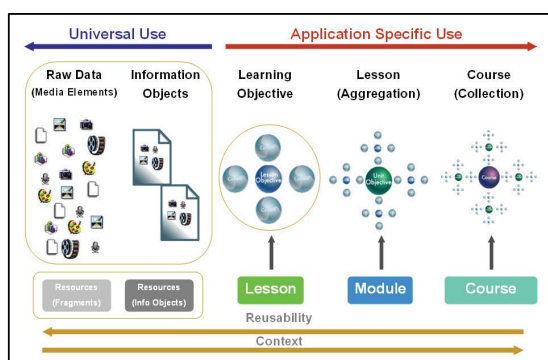 Universal Use
Application Specific Use
Raw Data
(Media Elements)
Information
Objects
Learning
Objective
Lesson
(Aggregation)
Course
(Collection)
Lesson
Objective
Unit
Objective
Course
Resources
(Fragments)
Resources
(Info Objects)
Lesson
Module
Course
Reusability
Context